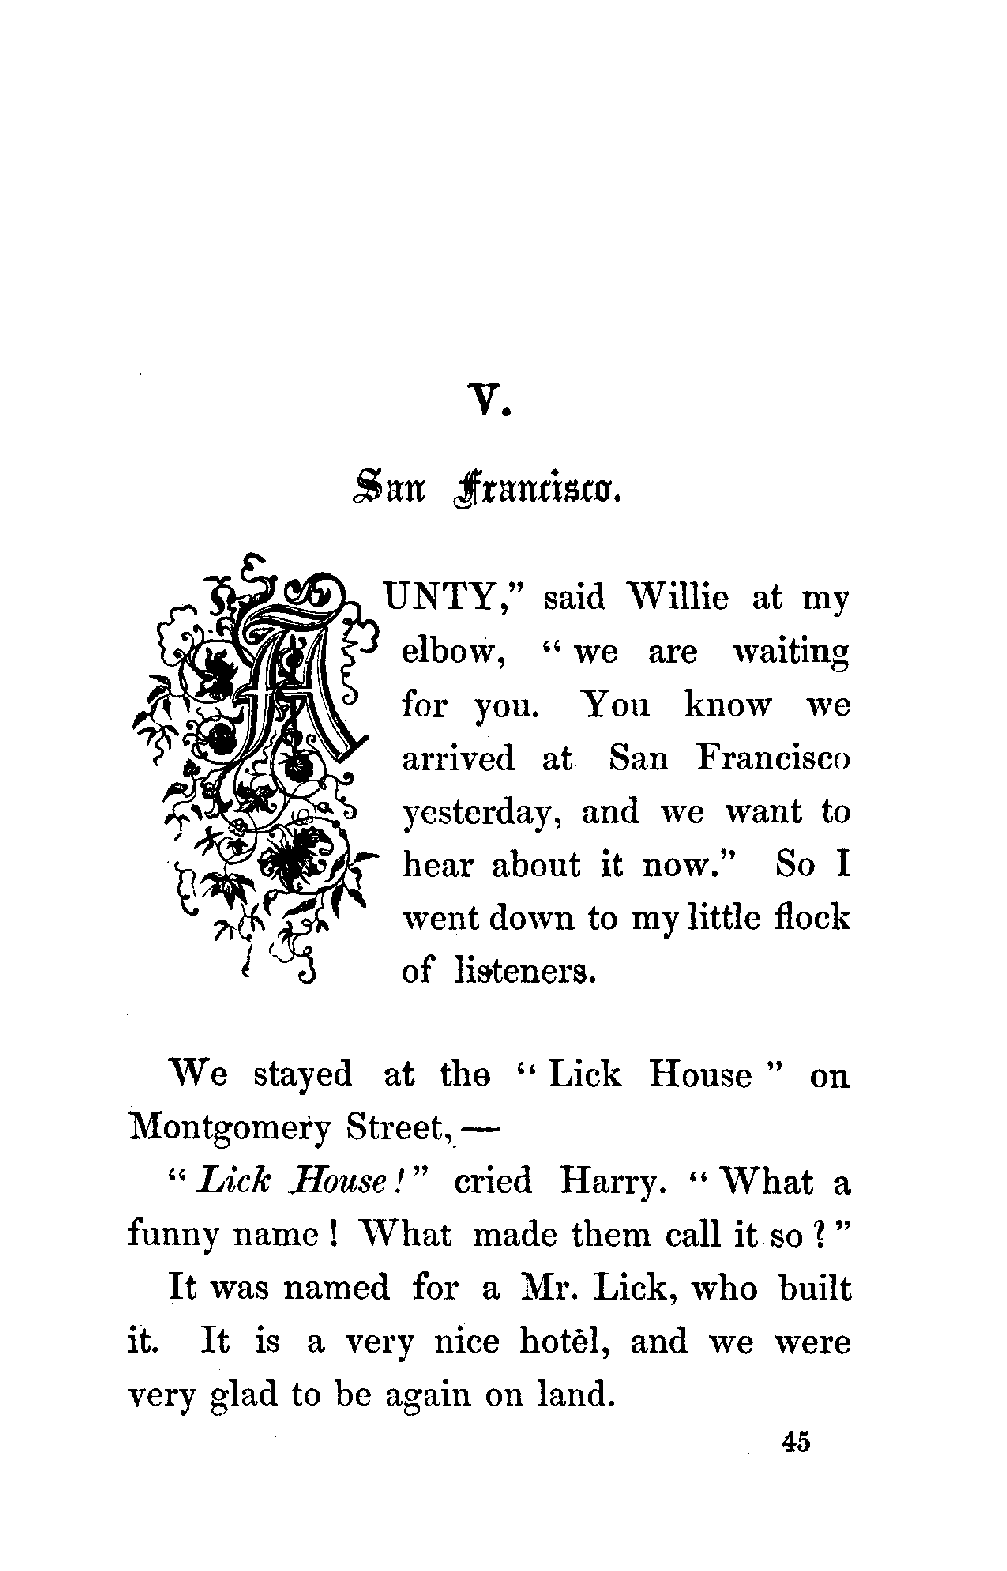 V.
San Francisco.
AUNTY,” said Willie at my
elbow, “ we are waiting
for you. You know we
arrived at San Francisco
yesterday, and we want to
hear about it now.” So I
went down to my little flock
of listeners.
We stayed at the “ Lick House ” on
Montgomery Street, —
“ Lick House! ” cried Harry. “ What a
funny name ! What made them call it so ? ”
It was named for a Mr. Lick, who built
it. It is a very nice hotel, and we were
very glad to be again on land.
45